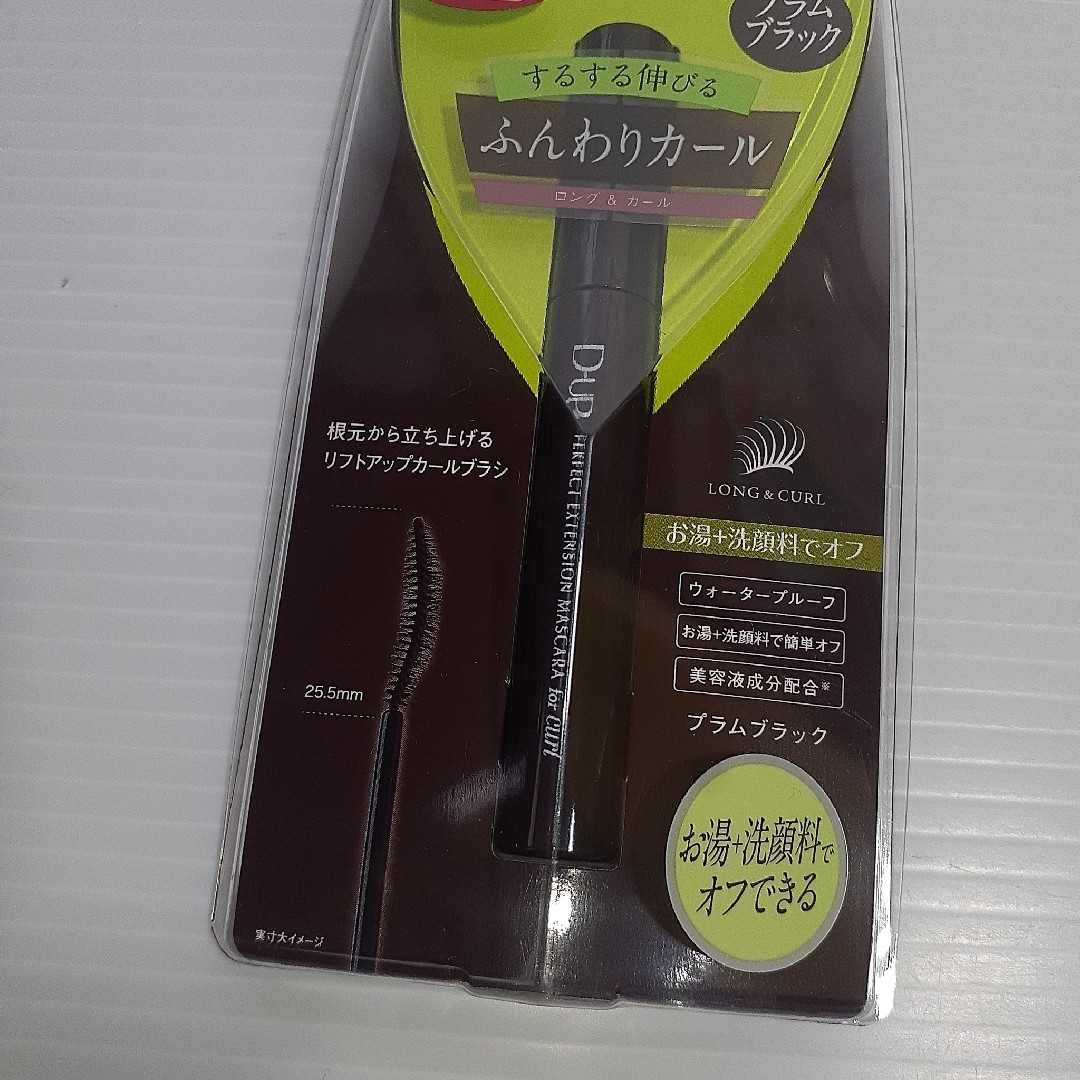 プラム
ブラック
するする伸びる
ふんわりカール
ロング & カール
D-UP
PERFECT EXTENSION MASCARA for curl
根元から立ち上げる
リフトアップカールブラシ
25.5mm
実寸大イメージ
LONG & CURL
お湯+洗顔料でオフ
ウォータープルーフ
お湯+洗顔料で簡単オフ
美容液成分配合※
プラムブラック
お湯+洗顔料で
オフできる